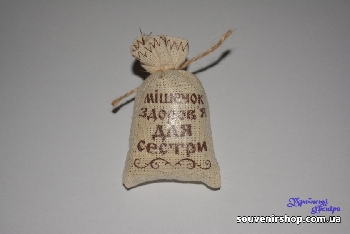 мішечок
здоров'я
для
сестри
souvenirshop.com.ua